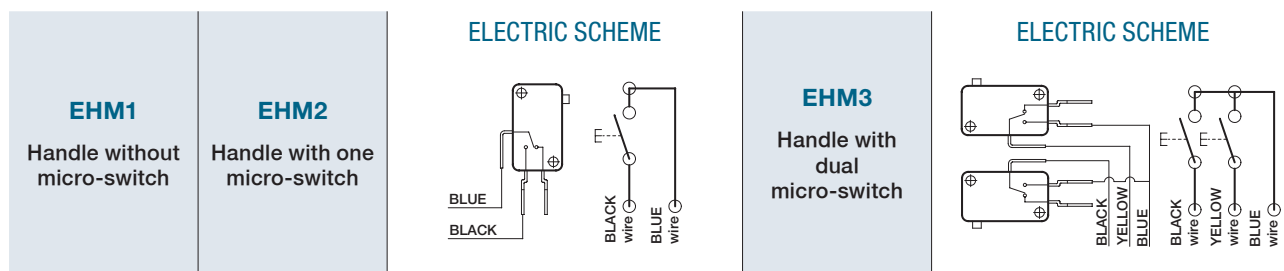 EHM1
Handle without
micro-switch
EHM2
Handle with one
micro-switch
ELECTRIC SCHEME
BLUE
BLACK
BLACK
wire
BLUE
wire
EHM3
Handle with
dual
micro-switch
ELECTRIC SCHEME
BLACK
YELLOW
BLUE
BLACK
wire
YELLOW
wire
BLUE
wire